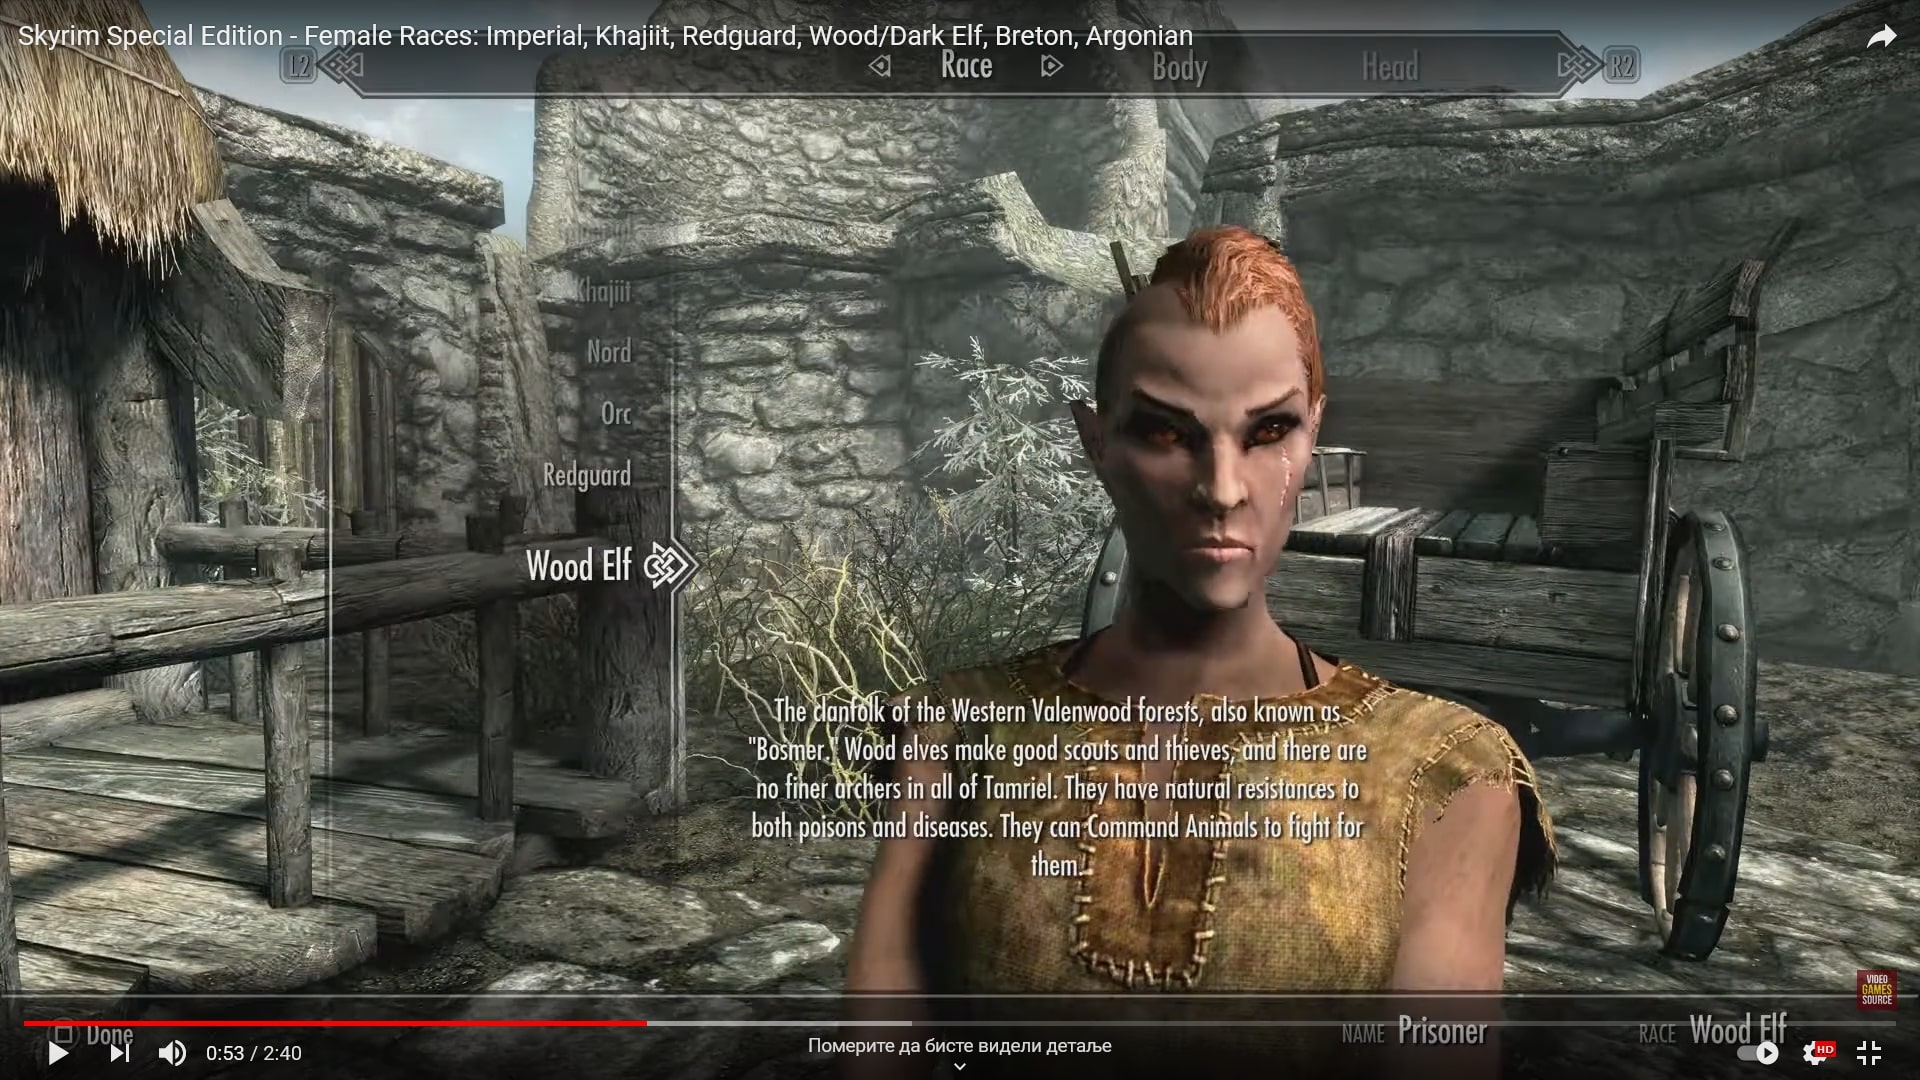 Skyrim Special Edition - Female Races: Imperial, Khajiit, Redguard, Wood/Dark Elf, Breton, Argonian
L2
Race
Body
Head
R2
Imperial
Khajiit
Nord
Orc
Redguard
Wood Elf
The clanfolk of the Western Valenwood forests, also known as
"Bosmer." Wood elves make good scouts and thieves, and there are
no finer archers in all of Tamriel. They have natural resistances to
both poisons and diseases. They can Command Animals to fight for
them.
VIDEO
GAMES
SOURCE
Done
NAME Prisoner
RACE Wood Elf
0:53 / 2:40
Померите да бисте видели детаље
HD